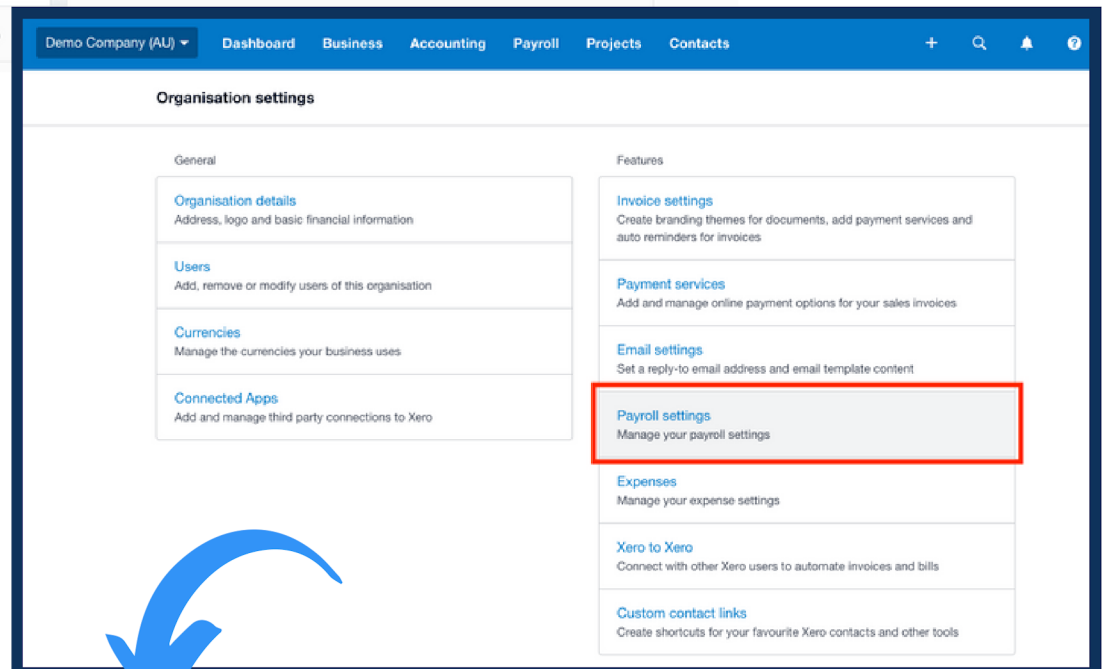 Demo Company (AU)
Dashboard
Business
Accounting
Payroll
Projects
Contacts
Organisation settings
General
Organisation details
Address, logo and basic financial information
Users
Add, remove or modify users of this organisation
Currencies
Manage the currencies your business uses
Connected Apps
Add and manage third party connections to Xero
Features
Invoice settings
Create branding themes for documents, add payment services and
auto reminders for invoices
Payment services
Add and manage online payment options for your sales invoices
Email settings
Set a reply-to email address and email template content
Payroll settings
Manage your payroll settings
Expenses
Manage your expense settings
Xero to Xero
Connect with other Xero users to automate invoices and bills
Custom contact links
Create shortcuts for your favourite Xero contacts and other tools